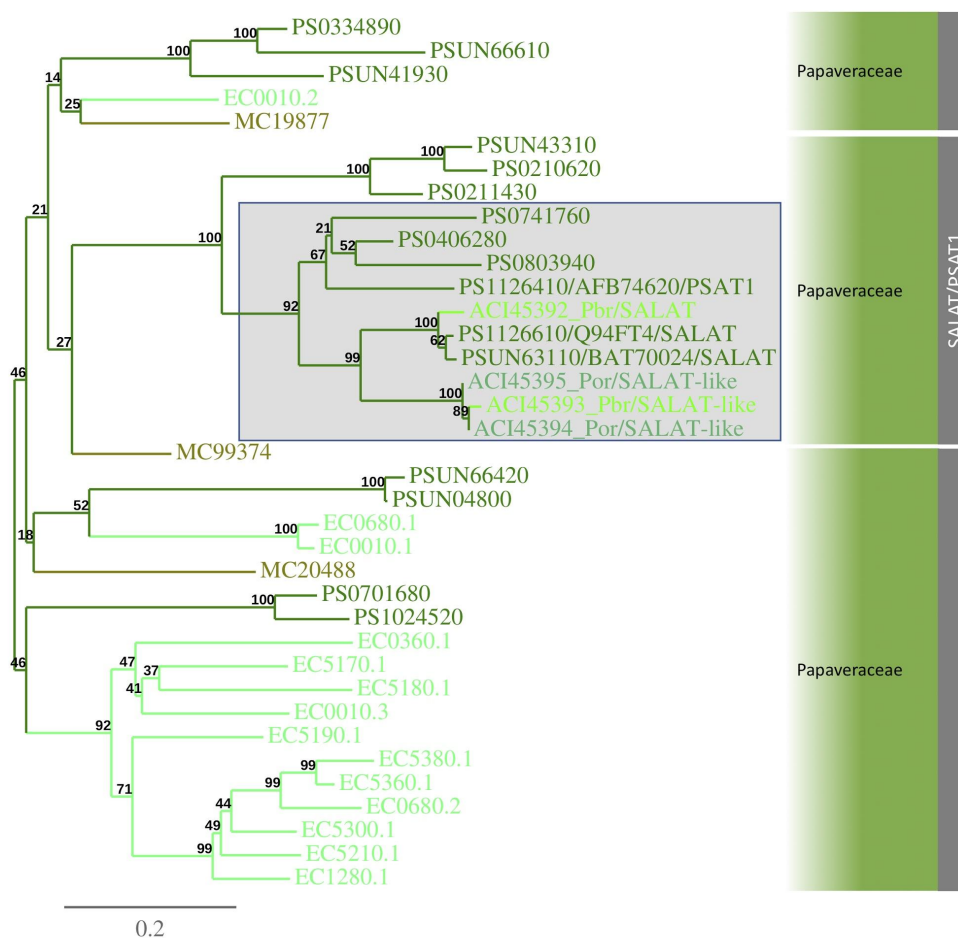 100
PS0334890
PSUN66610
100
PSUN41930
14
EC0010.2
25
MC19877
Papaveraceae
PSUN43310
100
PS0210620
100
PS0211430
21
PS0741760
21
PS0406280
52
PS0803940
67
100
PS1126410/AFB74620/PSAT1
Papaveraceae
SALAT/PSAT1
92
ACI45392_Pbr/SALAT
100
PS1126610/Q94FT4/SALAT
62
PSUN63110/BAT70024/SALAT
27
99
46
ACI45395_Por/SALAT-like
100
ACI45393_Pbr/SALAT-like
89
ACI45394_Por/SALAT-like
MC99374
PSUN66420
100
PSUN04800
52
EC0680.1
100
EC0010.1
18
MC20488
PS0701680
100
PS1024520
46
EC0360.1
47
EC5170.1
37
EC5180.1
41
EC0010.3
Papaveraceae
92
EC5190.1
EC5380.1
99
EC5360.1
99
71
EC0680.2
44
EC5300.1
49
EC5210.1
99
EC1280.1
0.2